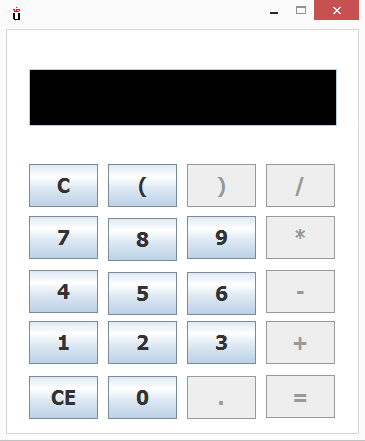 C ( ) /
7 8 9 *
4 5 6 -
1 2 3 +
CE 0 . =